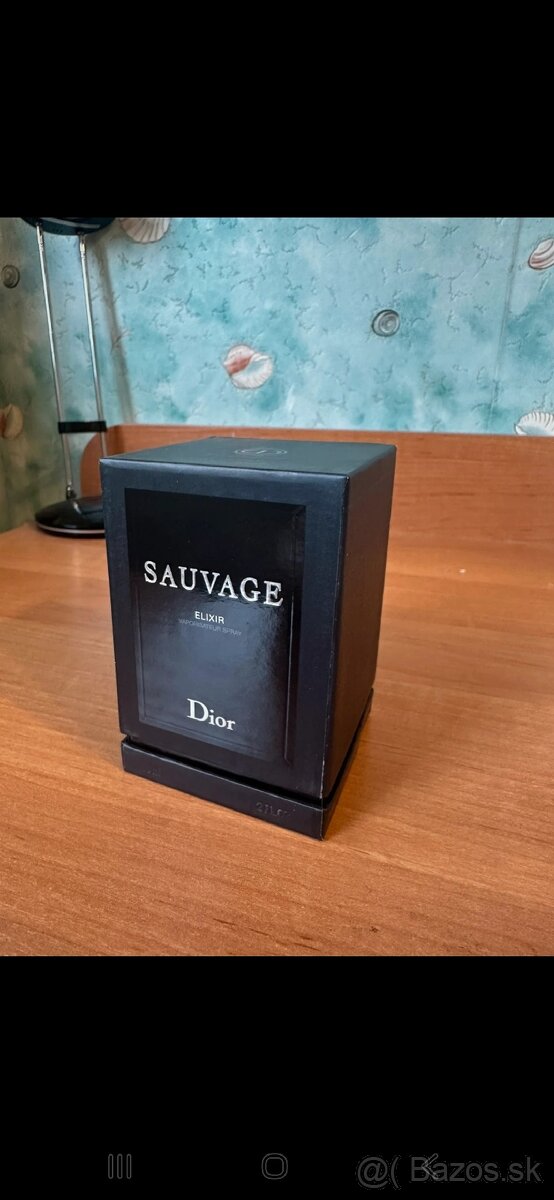 SAUVAGE
ELIXIR
VAPORISATEUR SPRAY
Dior
@( Bazos.sk